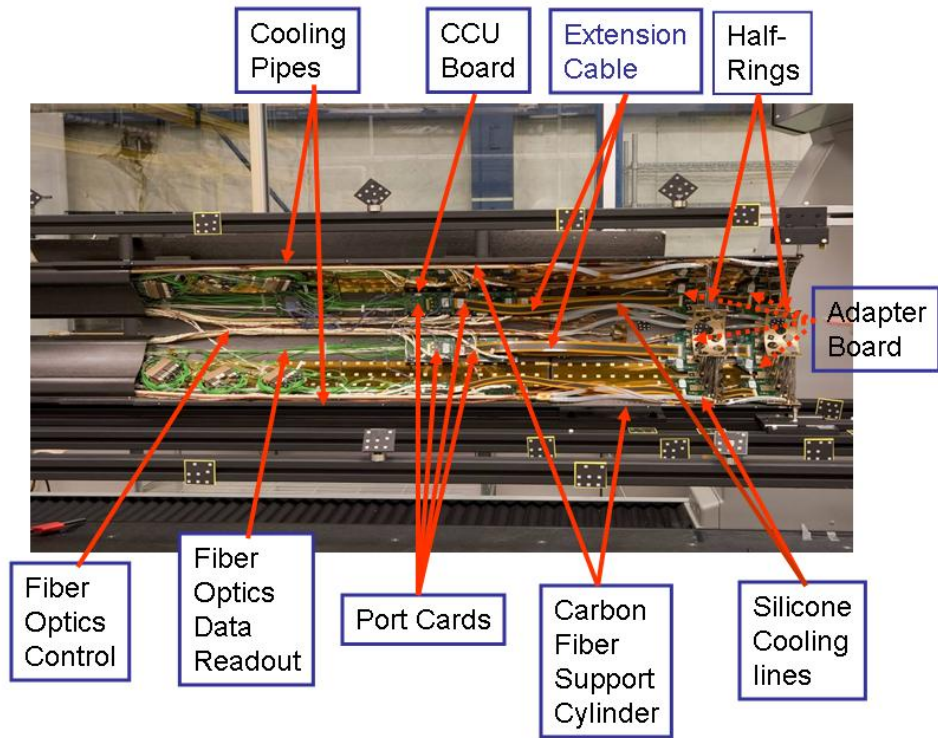 Cooling
Pipes
CCU
Board
Extension
Cable
Half-
Rings
Adapter
Board
Fiber
Optics
Control
Fiber
Optics
Data
Readout
Port Cards
Carbon
Fiber
Support
Cylinder
Silicone
Cooling
lines